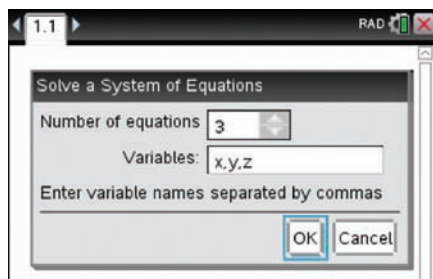 1.1 RAD
Solve a System of Equations
Number of equations 3
Variables: x,y,z
Enter variable names separated by commas
OK Cancel